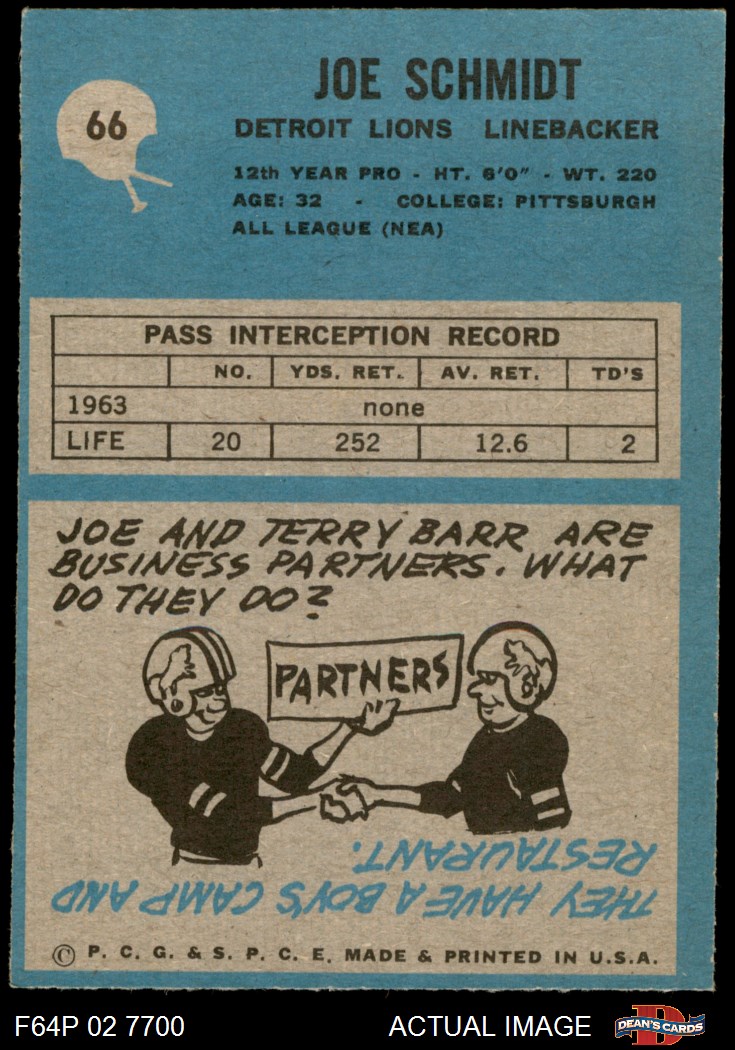 66
JOE SCHMIDT
DETROIT LIONS LINEBACKER
12th YEAR PRO - HT. 6'0" - WT. 220
AGE: 32 - COLLEGE: PITTSBURGH
ALL LEAGUE (NEA)
PASS INTERCEPTION RECORD
NO. YDS. RET. AV. RET. TD'S
1963 none
LIFE 20 252 12.6 2
JOE AND TERRY BARR ARE
BUSINESS PARTNERS. WHAT
DO THEY DO?
PARTNERS
THEY HAVE A BOY'S CAMP AND
RESTAURANT.
© P. C. G. & S. P. C. E. MADE & PRINTED IN U.S.A.
F64P 02 7700 ACTUAL IMAGE
D
DEAN'S CARDS